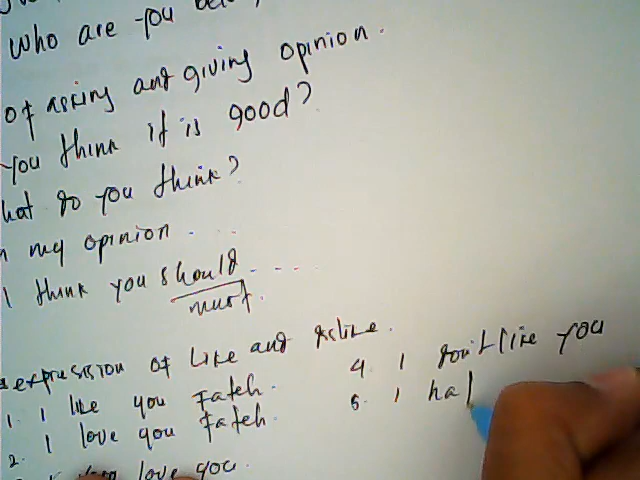 who are you
of asking and giving opinion.
you think it is good?
hat do you think?
n my opinion . ...
I think you should ....
must.
expression of like and dislike.
1. I like you Fateh.
2. I love you Fateh.
love you.
4. I don't like you
5. I hat